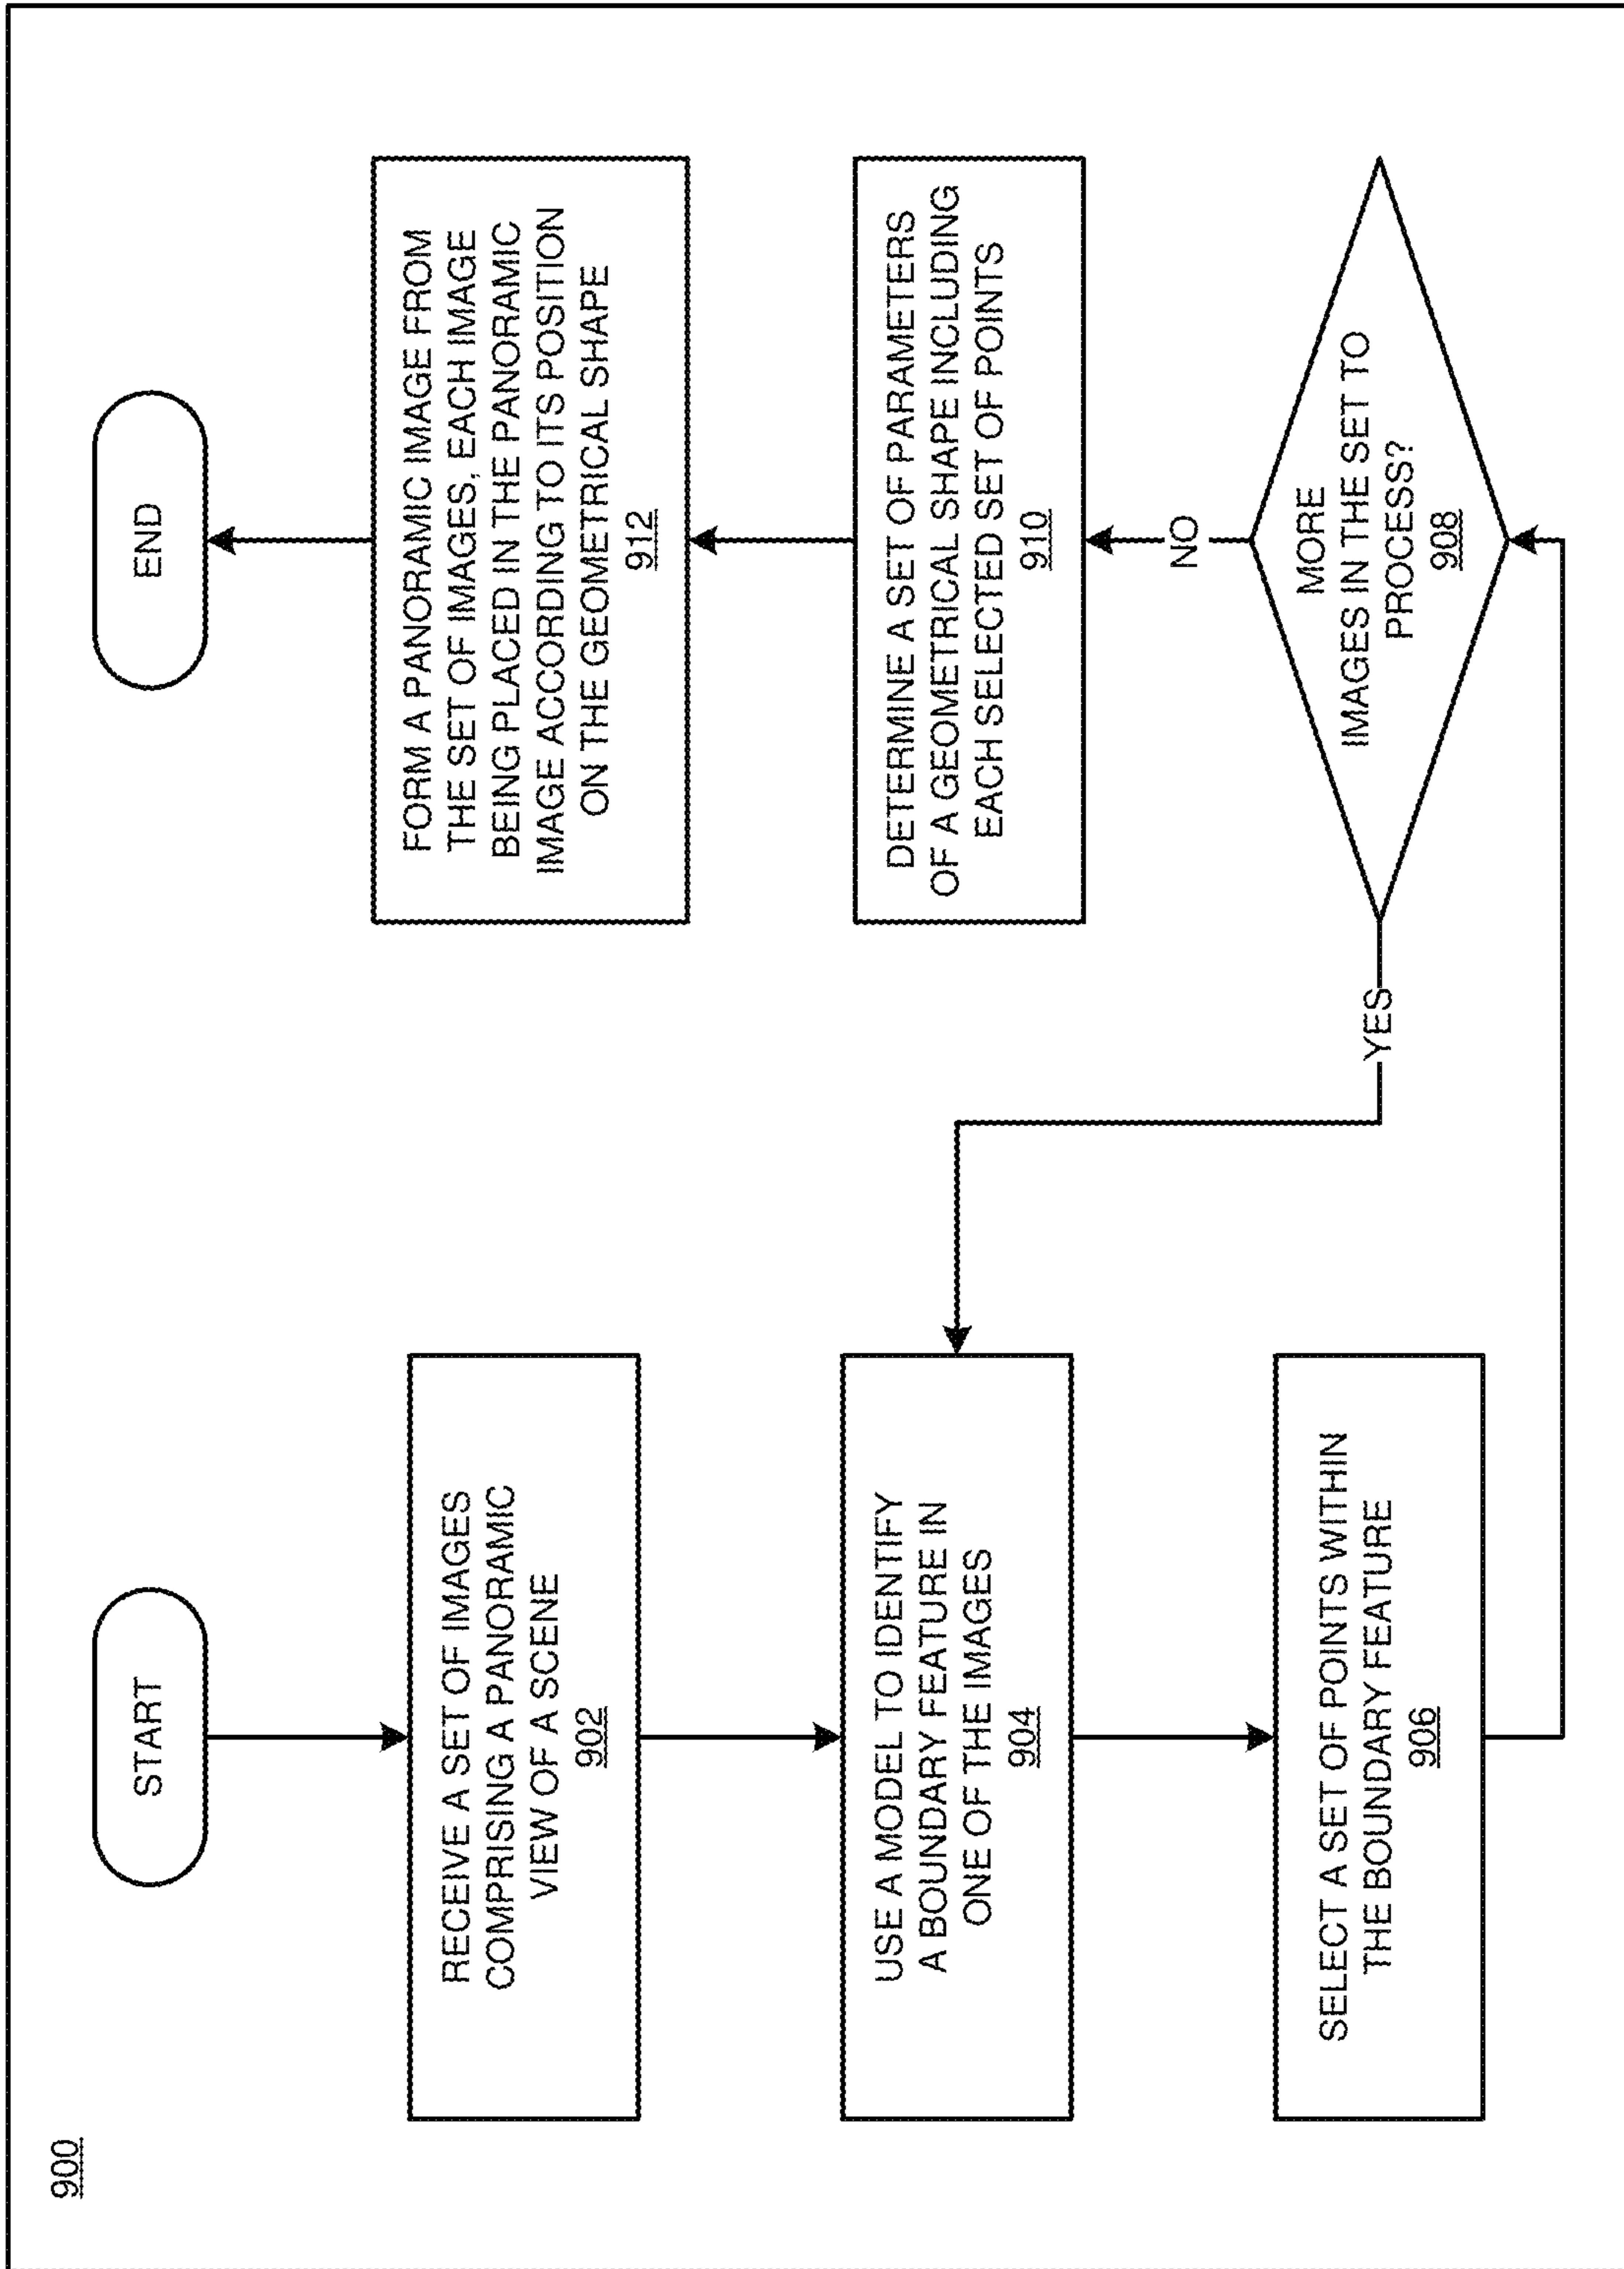 900
START
RECEIVE A SET OF IMAGES
COMPRISING A PANORAMIC
VIEW OF A SCENE
902
USE A MODEL TO IDENTIFY
A BOUNDARY FEATURE IN
ONE OF THE IMAGES
904
SELECT A SET OF POINTS WITHIN
THE BOUNDARY FEATURE
906
MORE
IMAGES IN THE SET TO
PROCESS?
908
YES
NO
DETERMINE A SET OF PARAMETERS
OF A GEOMETRICAL SHAPE INCLUDING
EACH SELECTED SET OF POINTS
910
FORM A PANORAMIC IMAGE FROM
THE SET OF IMAGES, EACH IMAGE
BEING PLACED IN THE PANORAMIC
IMAGE ACCORDING TO ITS POSITION
ON THE GEOMETRICAL SHAPE
912
END